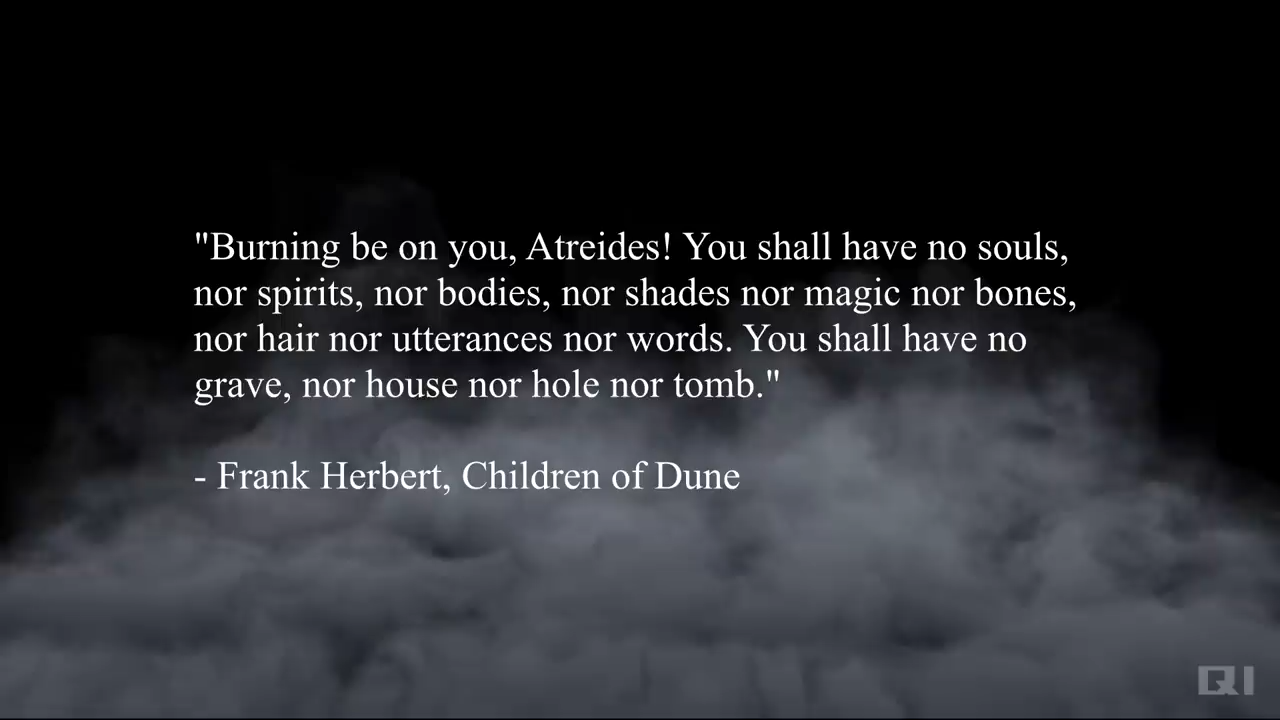 "Burning be on you, Atreides! You shall have no souls,
nor spirits, nor bodies, nor shades nor magic nor bones,
nor hair nor utterances nor words. You shall have no
grave, nor house nor hole nor tomb."
- Frank Herbert, Children of Dune
QI